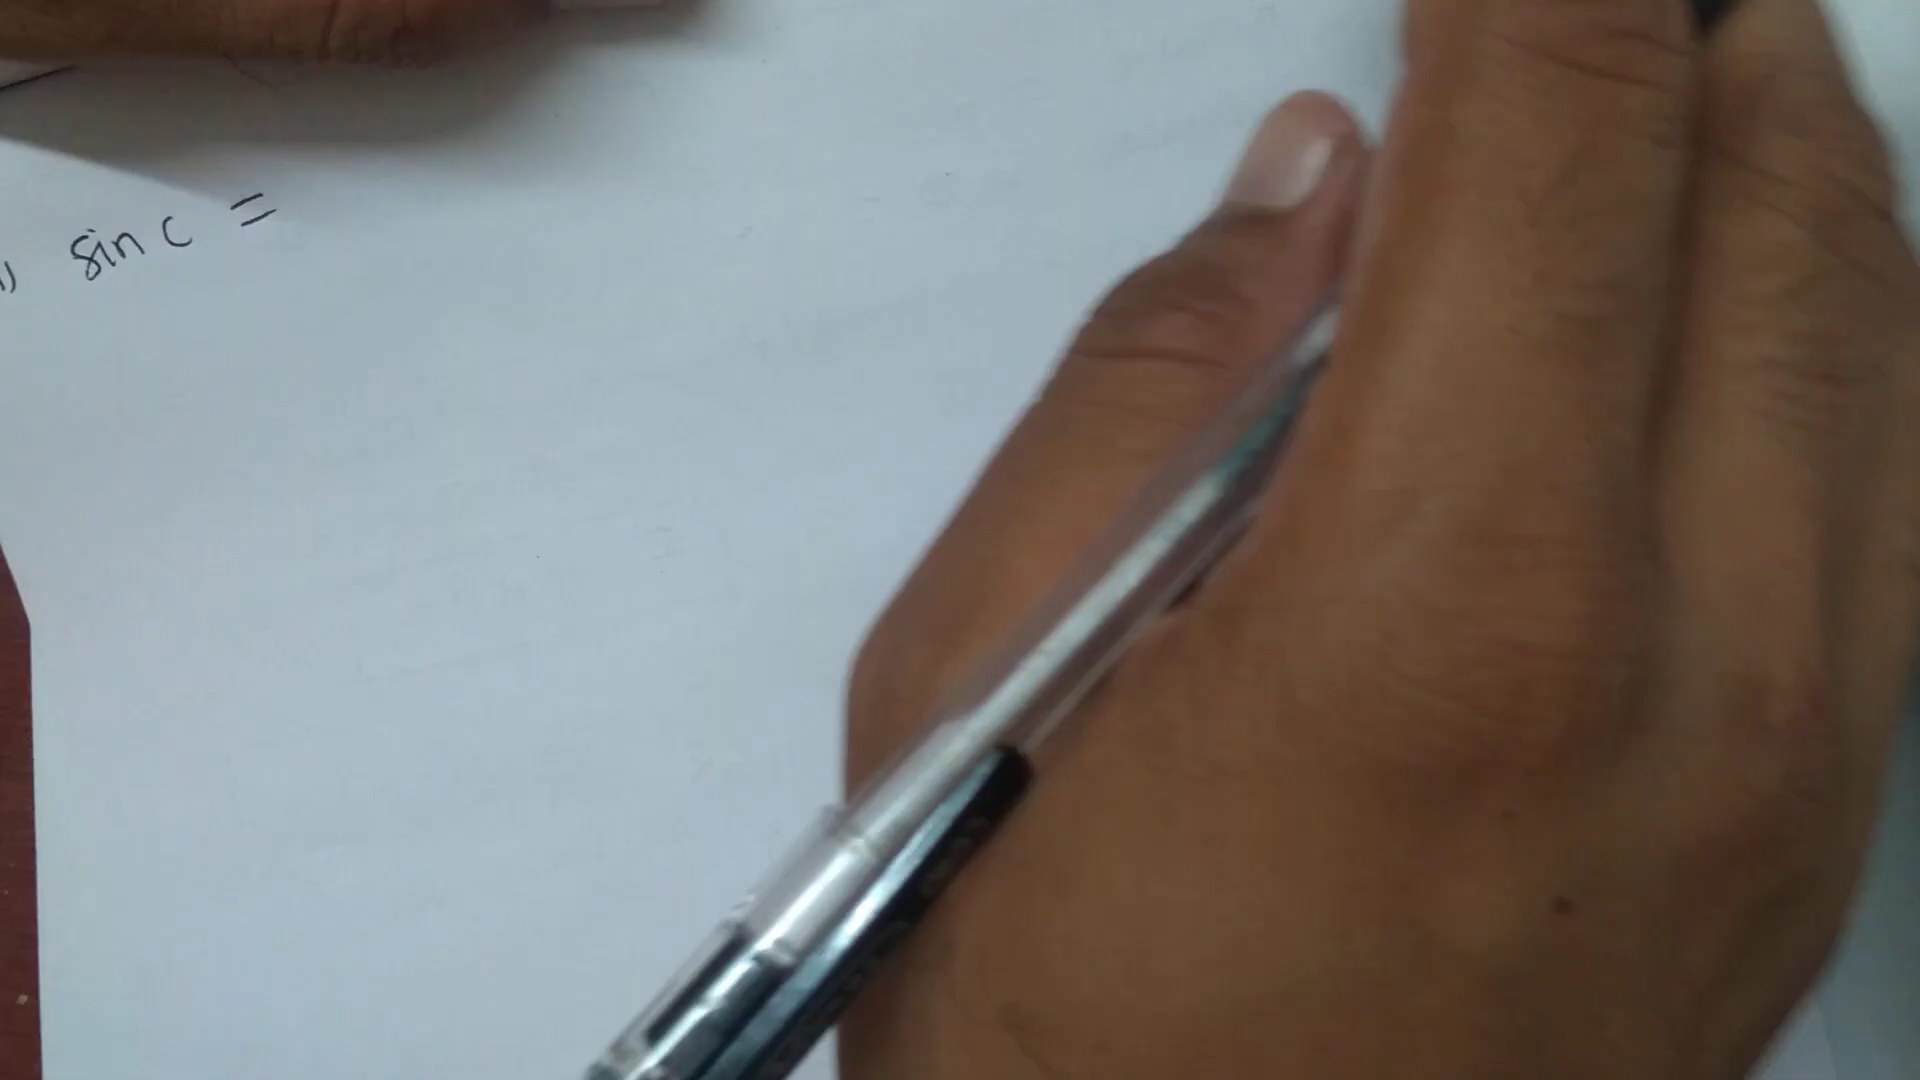 sin c =